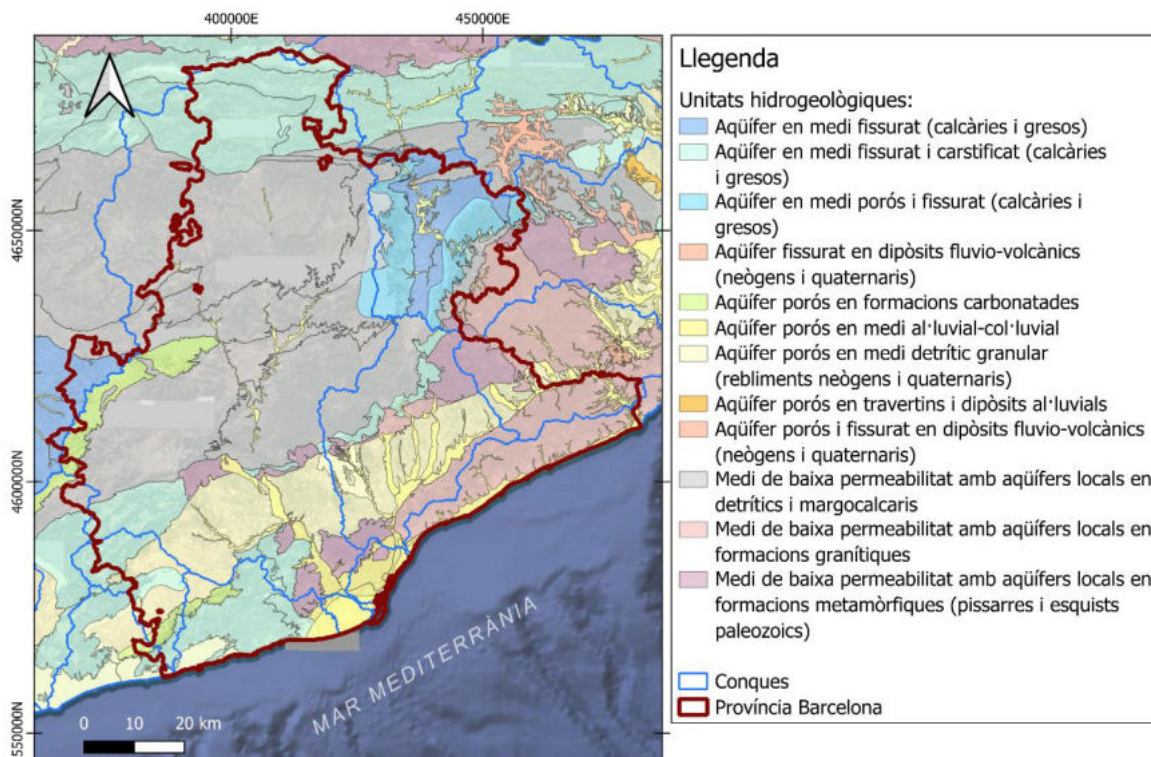 400000E
450000E
4650000N
4600000N
550000N
0 10 20 km
MAR MEDITERRÀNIA
Llegenda
Unitats hidrogeològiques:
Aqüífer en medi fissurat (calcàries i gresos)
Aqüífer en medi fissurat i carstificat (calcàries
i gresos)
Aqüífer en medi porós i fissurat (calcàries i
gresos)
Aqüífer fissurat en dipòsits fluvio-volcànics
(neògens i quaternaris)
Aqüífer porós en formacions carbonatades
Aqüífer porós en medi al·luvial-col·luvial
Aqüífer porós en medi detrític granular
(rebliments neògens i quaternaris)
Aqüífer porós en travertins i dipòsits al·luvials
Aqüífer porós i fissurat en dipòsits fluvio-volcànics
(neògens i quaternaris)
Medi de baixa permeabilitat amb aqüífers locals en
detrítics i margocalcaris
Medi de baixa permeabilitat amb aqüífers locals en
formacions granítiques
Medi de baixa permeabilitat amb aqüífers locals en
formacions metamòrfiques (pissarres i esquists
paleozoics)
Conques
Província Barcelona